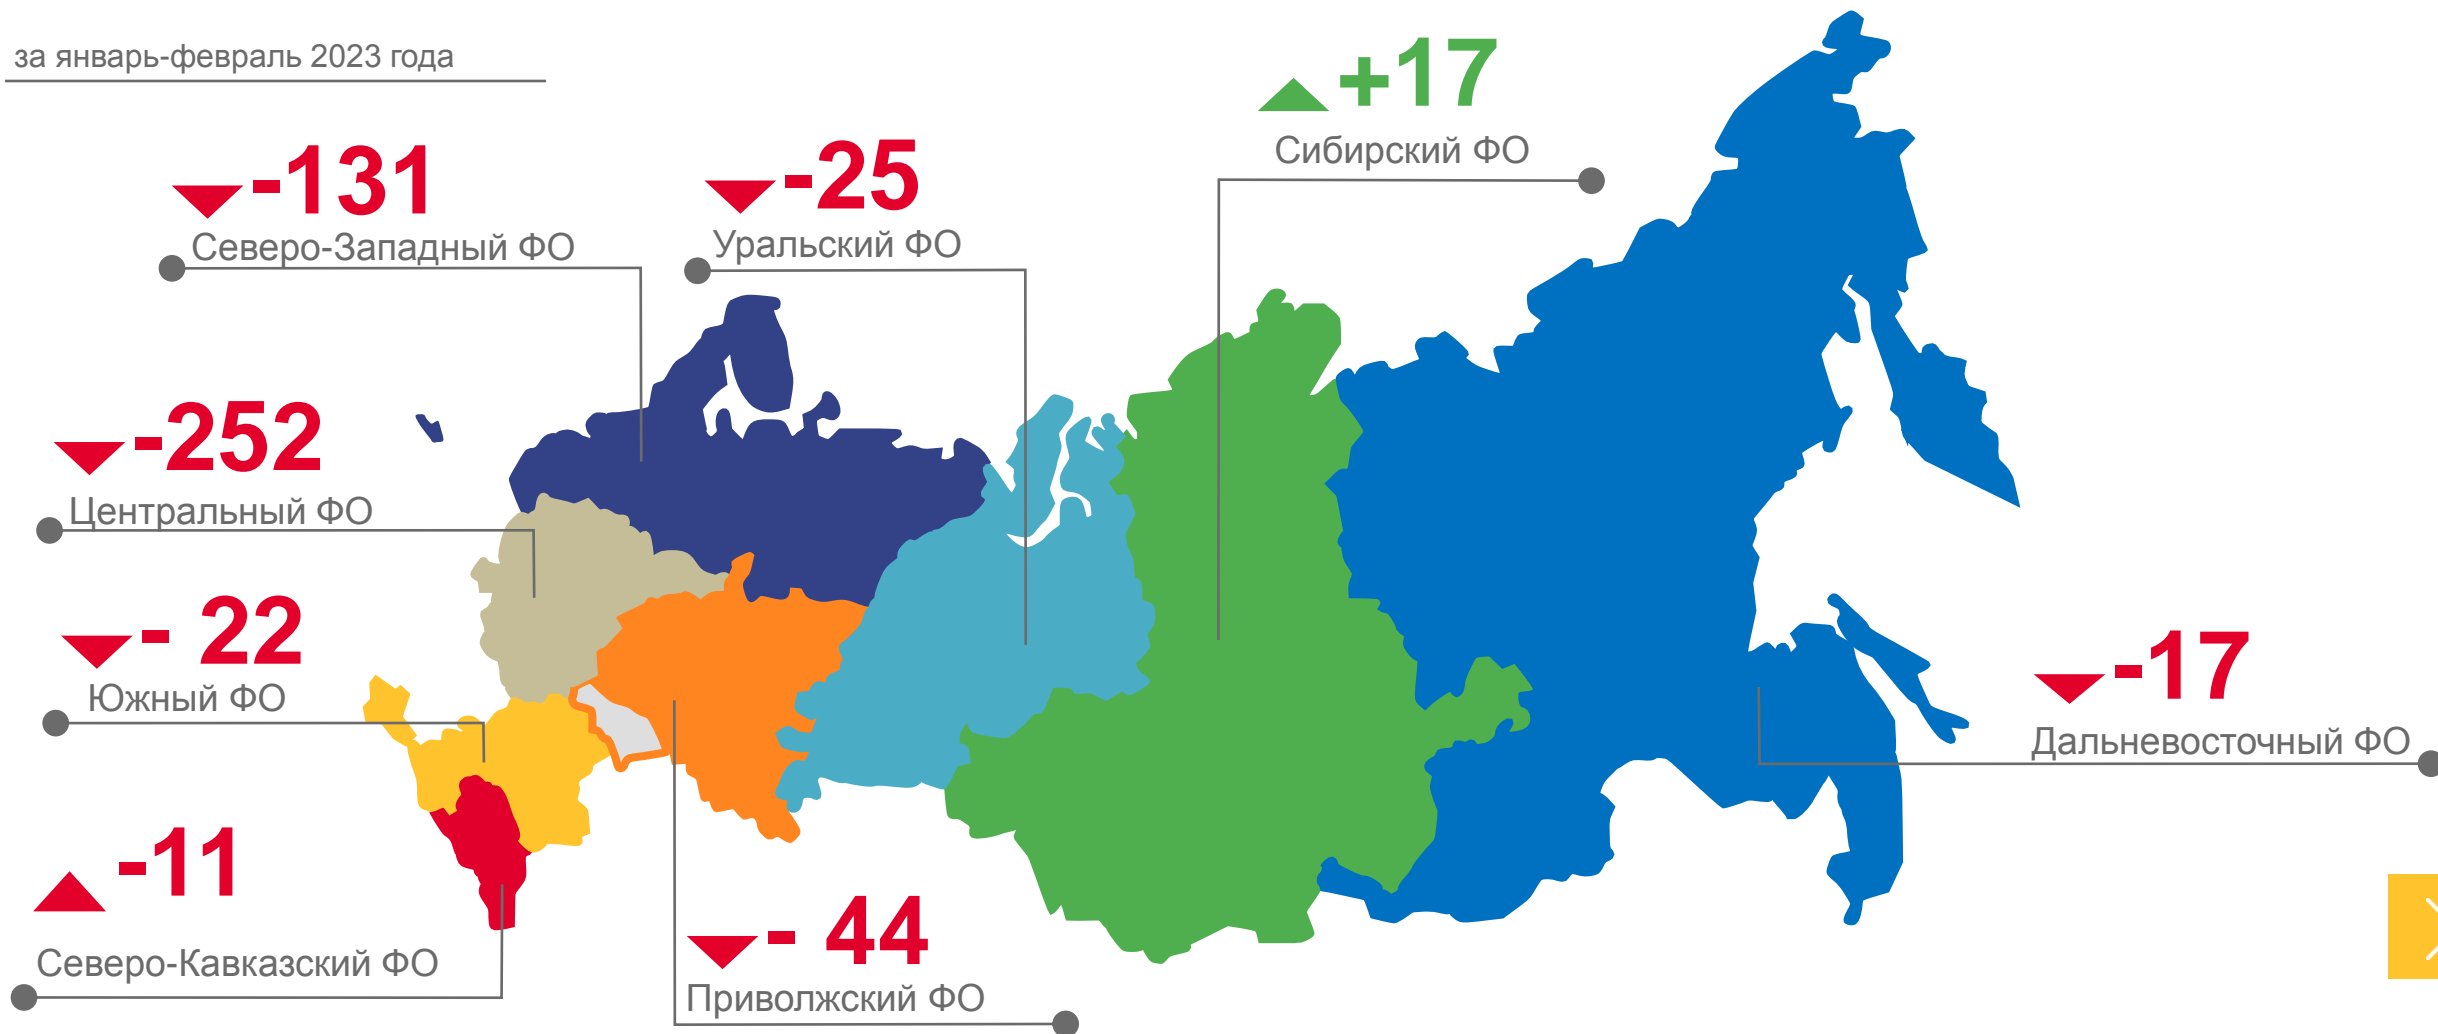 за январь-февраль 2023 года
+17
Сибирский ФО
-131
Северо-Западный ФО
-25
Уральский ФО
-252
Центральный ФО
- 22
Южный ФО
-17
Дальневосточный ФО
-11
Северо-Кавказский ФО
- 44
Приволжский ФО